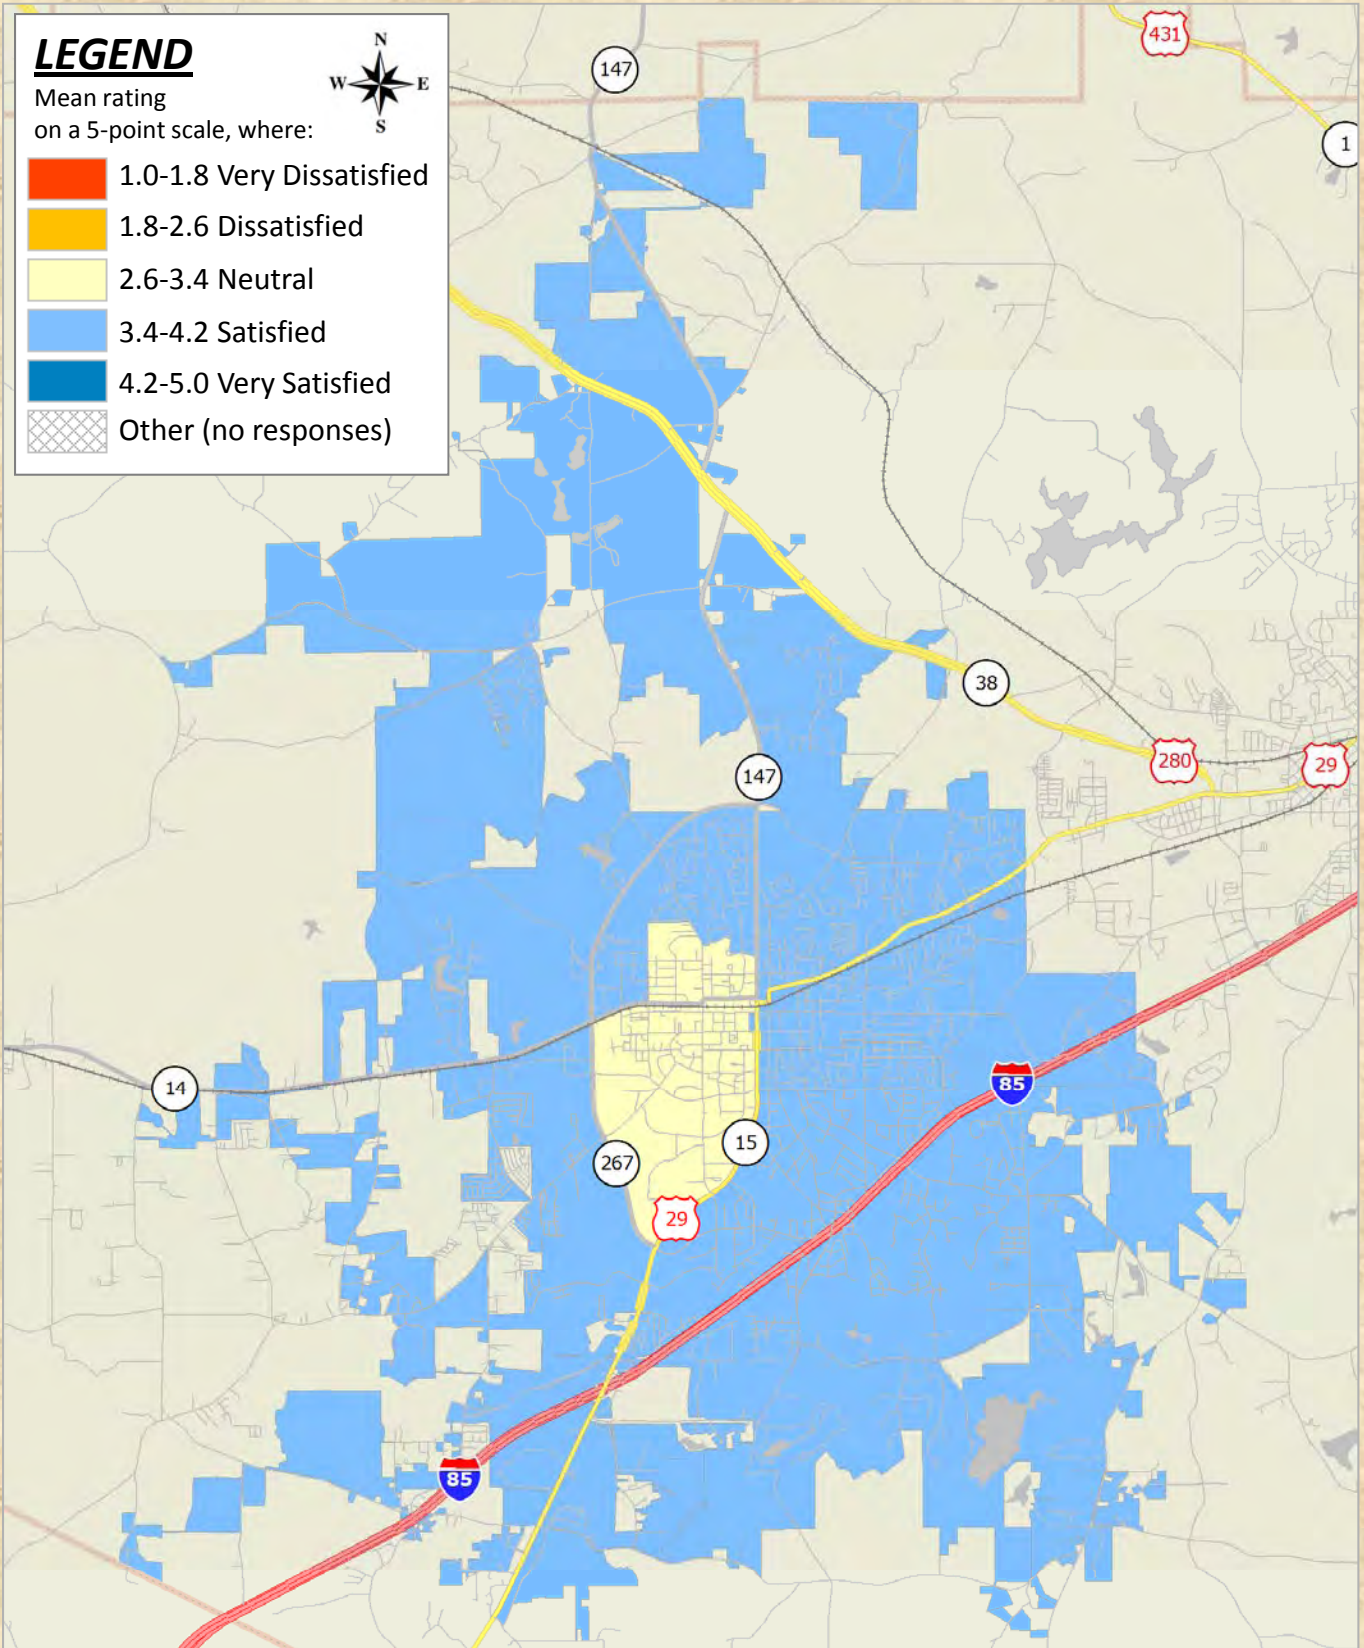 LEGEND
N
W E
S
Mean rating
on a 5-point scale, where:
1.0-1.8 Very Dissatisfied
1.8-2.6 Dissatisfied
2.6-3.4 Neutral
3.4-4.2 Satisfied
4.2-5.0 Very Satisfied
Other (no responses)
147
431
1
38
280
29
147
14
85
15
267
29
85